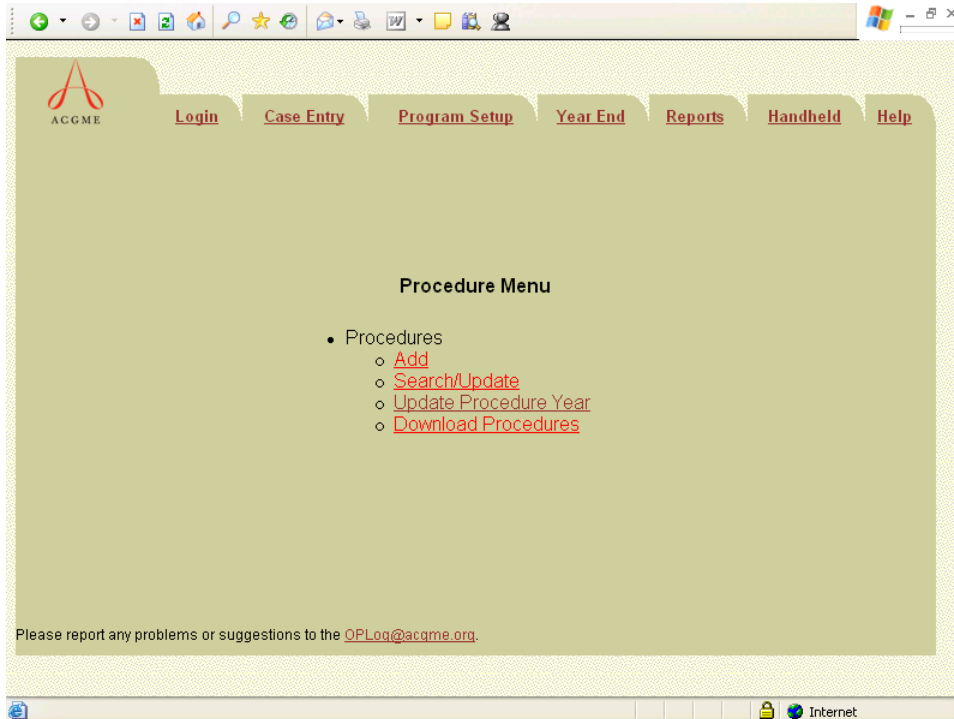 ACGME
Login Case Entry Program Setup Year End Reports Handheld Help
Procedure Menu
Procedures
Add
Search/Update
Update Procedure Year
Download Procedures
Please report any problems or suggestions to the OPLog@acgme.org.
Internet